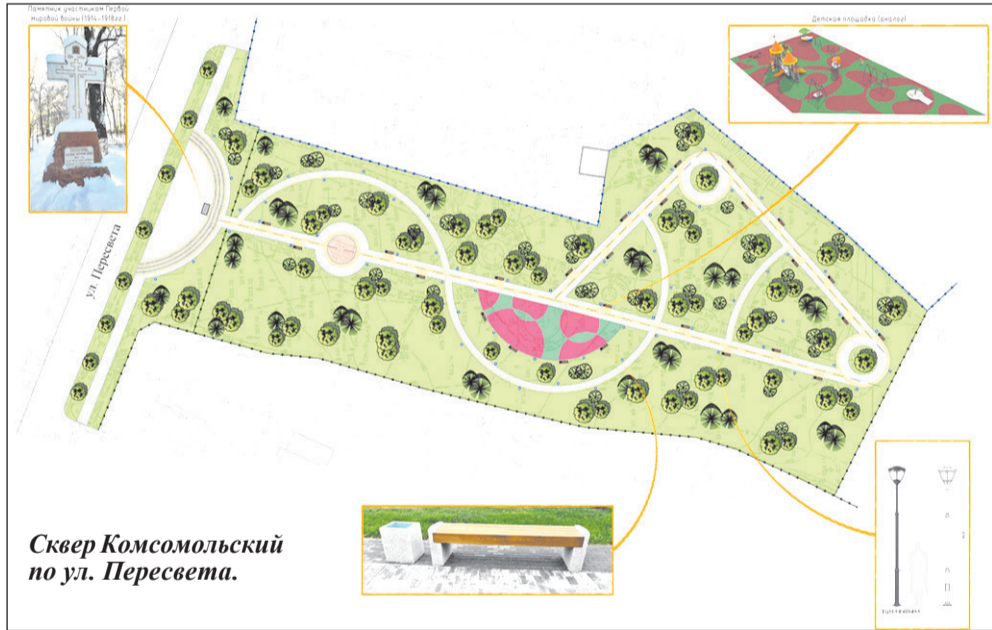 Памятник участникам Первой
мировой войны (1914-1918гг.)
Детская площадка (аналог)
ул. Пересвета
Сквер Комсомольский
по ул. Пересвета.